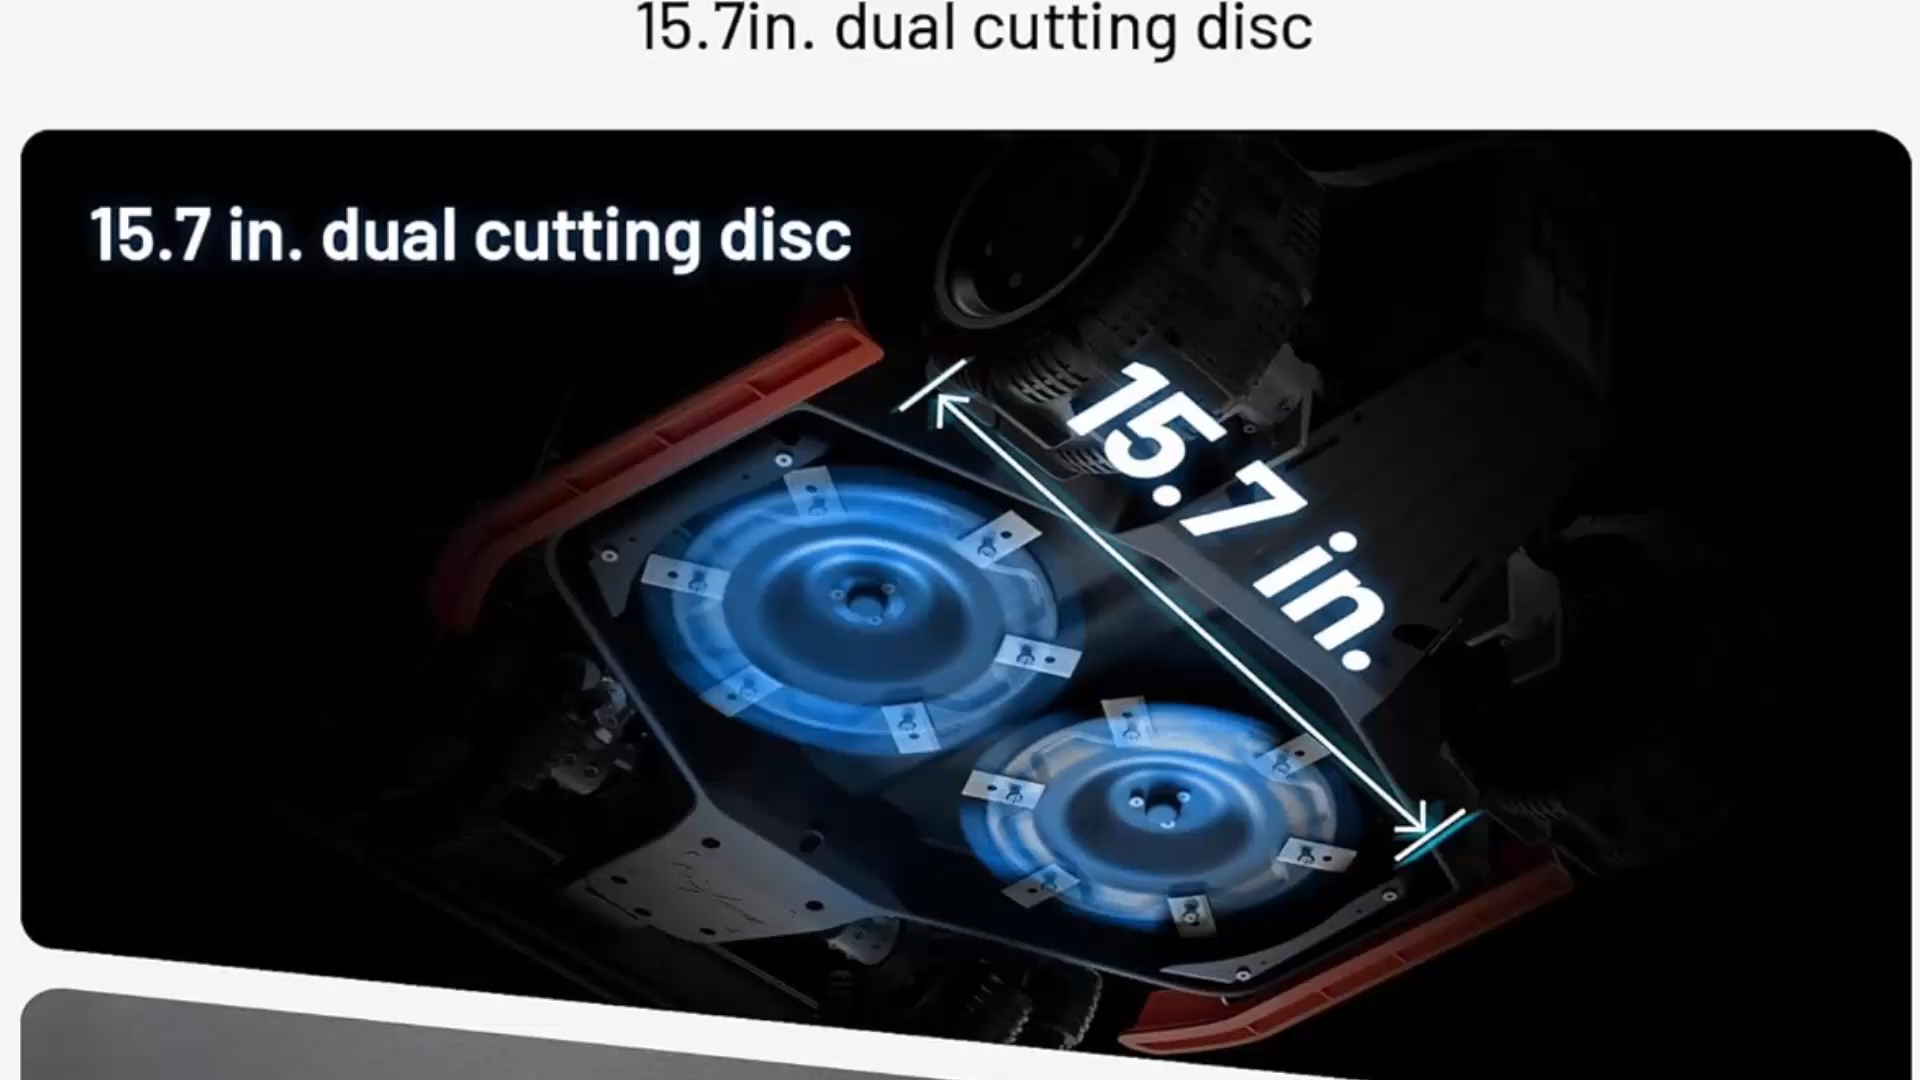 15.7in. dual cutting disc
15.7 in. dual cutting disc
15.7 in.